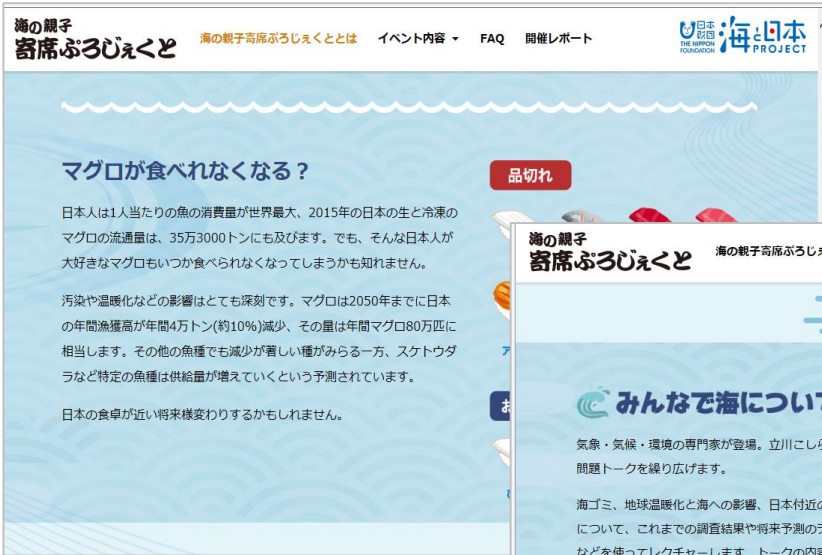 海の親子
寄席ぷろじぇくと
海の親子寄席ぷろじぇくととは
イベント内容
FAQ
開催レポート
日本
財団
THE NIPPON
FOUNDATION
海と日本
PROJECT
マグロが食べれなくなる？
日本人は1人当たりの魚の消費量が世界最大、2015年の日本の生と冷凍の
マグロの流通量は、35万3000トンにも及びます。でも、そんな日本人が
大好きなマグロもいつか食べられなくなってしまうかも知れません。
汚染や温暖化などの影響はとても深刻です。マグロは2050年までに日本
の年間漁獲高が年間4万トン(約10%)減少、その量は年間マグロ80万匹に
相当します。その他の魚種でも減少が著しい種がみらる一方、スケトウダ
ラなど特定の魚種は供給量が増えていくという予測されています。
日本の食卓が近い将来様変わりするかもしれません。
品切れ
ア
お
海の親子
寄席ぷろじぇくと
海の親子寄席ぷろじぇ
みんなで海につい
気象・気候・環境の専門家が登場。立川こしら
問題トークを繰り広げます。
海ゴミ、地球温暖化と海への影響、日本付近の
について、これまでの調査結果や将来予測のデ
などを使ってレクチャーします。トークの内容